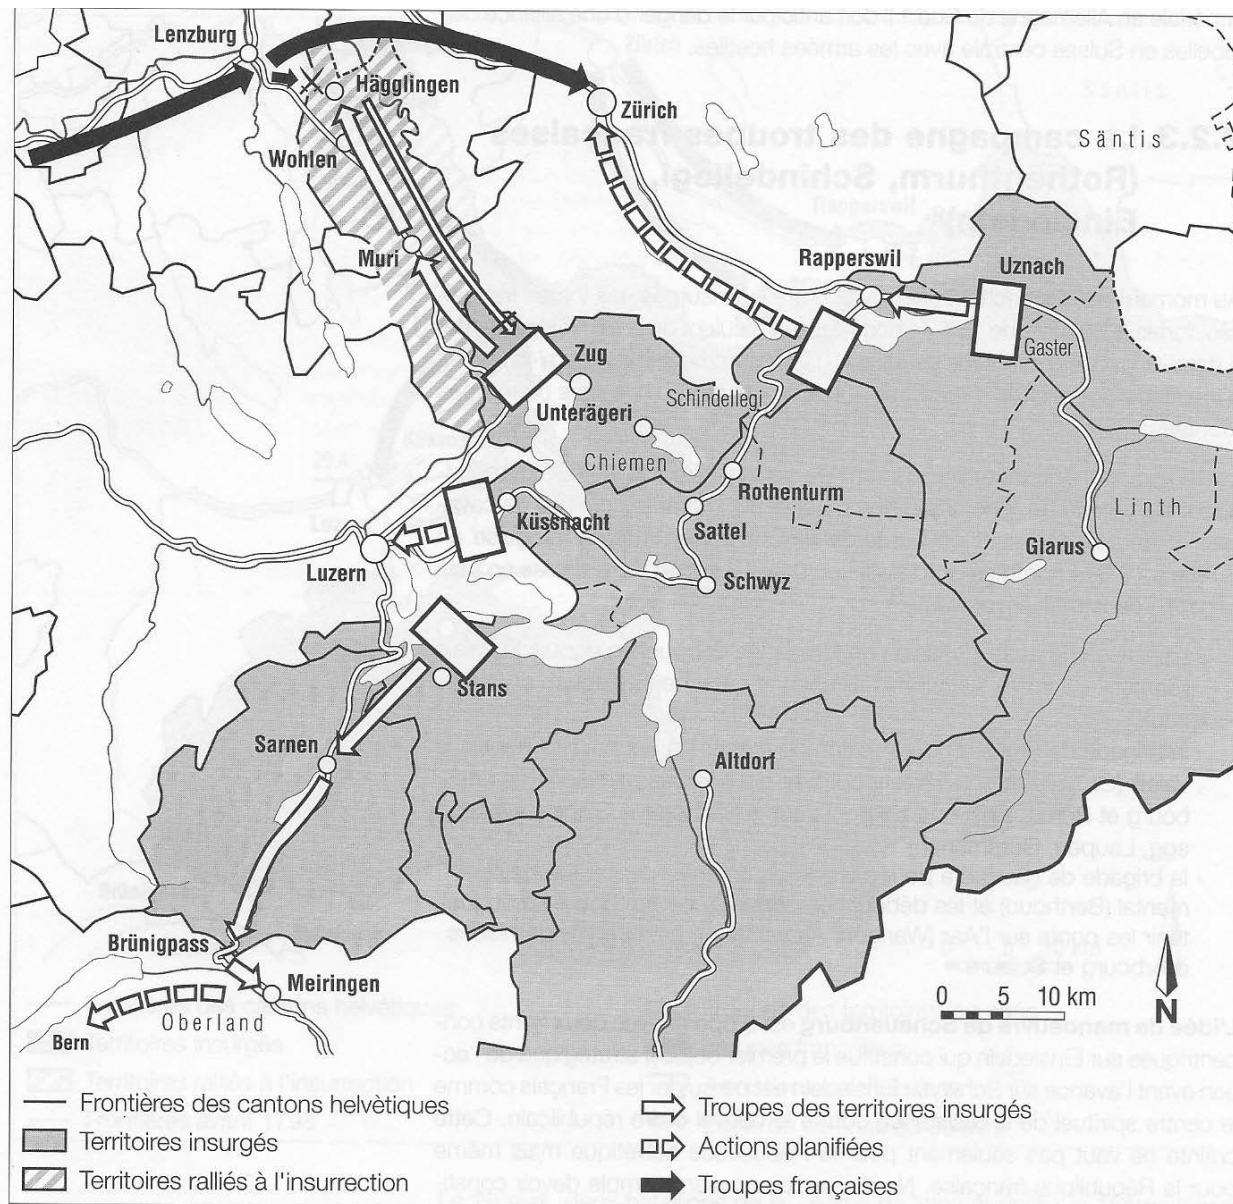 Lenzburg
Hägglingen
Wohlen
Zürich
Säntis
Muri
Rapperswil
Uznach
Gaster
Zug
Schindellegi
Unterägeri
Chiemen
Rothenturm
Linth
Küssnacht
Sattel
Glarus
Luzern
Schwyz
Stans
Sarnen
Altdorf
Brünigpass
Meiringen
Oberland
Bern
0 5 10 km
N
Frontières des cantons helvètiques
Territoires insurgés
Territoires ralliés à l'insurrection
Troupes des territoires insurgés
Actions planifiées
Troupes françaises